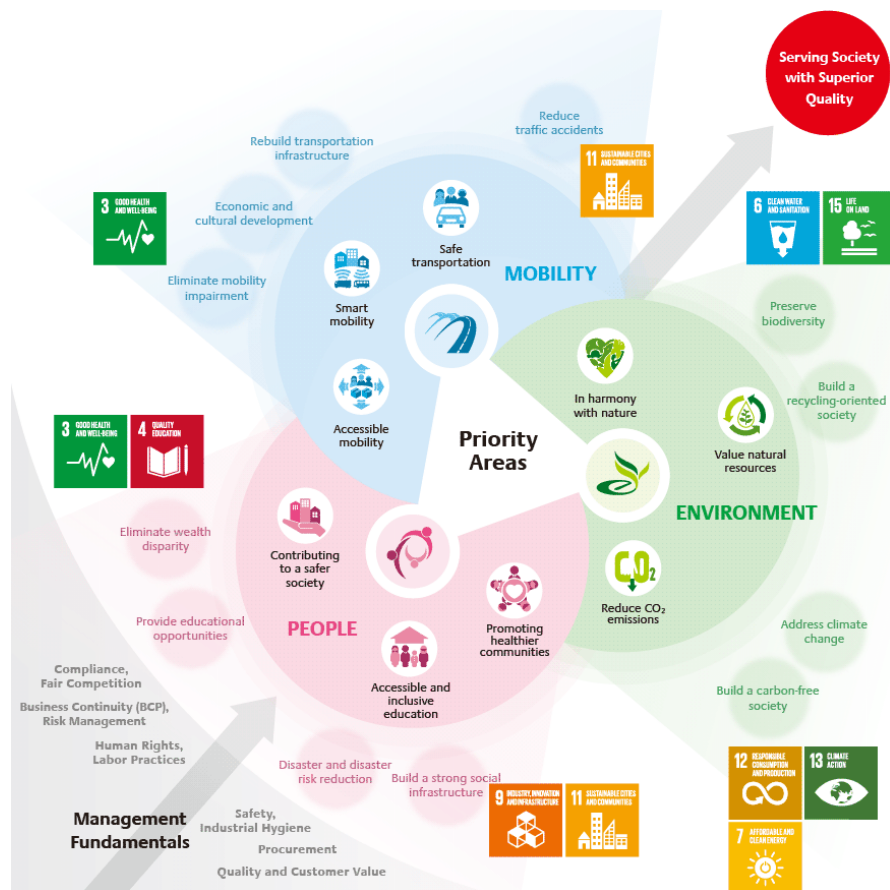 Serving Society
with Superior
Quality
Reduce
traffic accidents
Rebuild transportation
infrastructure
11 SUSTAINABLE CITIES
AND COMMUNITIES
3 GOOD HEALTH
AND WELL-BEING
Economic and
cultural development
Eliminate mobility
impairment
Safe
transportation
Smart
mobility
Accessible
mobility
MOBILITY
6 CLEAN WATER
AND SANITATION
15 LIFE
ON LAND
Preserve
biodiversity
Build a
recycling-oriented
society
In harmony
with nature
Value natural
resources
Priority
Areas
ENVIRONMENT
CO2
Reduce CO₂
emissions
Address climate
change
Build a carbon-free
society
12 RESPONSIBLE
CONSUMPTION
AND PRODUCTION
13 CLIMATE
ACTION
7 AFFORDABLE AND
CLEAN ENERGY
3 GOOD HEALTH
AND WELL-BEING
4 QUALITY
EDUCATION
Eliminate wealth
disparity
Provide educational
opportunities
Contributing
to a safer
society
PEOPLE
Promoting
healthier
communities
Accessible and
inclusive
education
Disaster and disaster
risk reduction
Build a strong social
infrastructure
9 INDUSTRY, INNOVATION
AND INFRASTRUCTURE
11 SUSTAINABLE CITIES
AND COMMUNITIES
Compliance,
Fair Competition
Business Continuity (BCP),
Risk Management
Human Rights,
Labor Practices
Management
Fundamentals
Safety,
Industrial Hygiene
Procurement
Quality and Customer Value